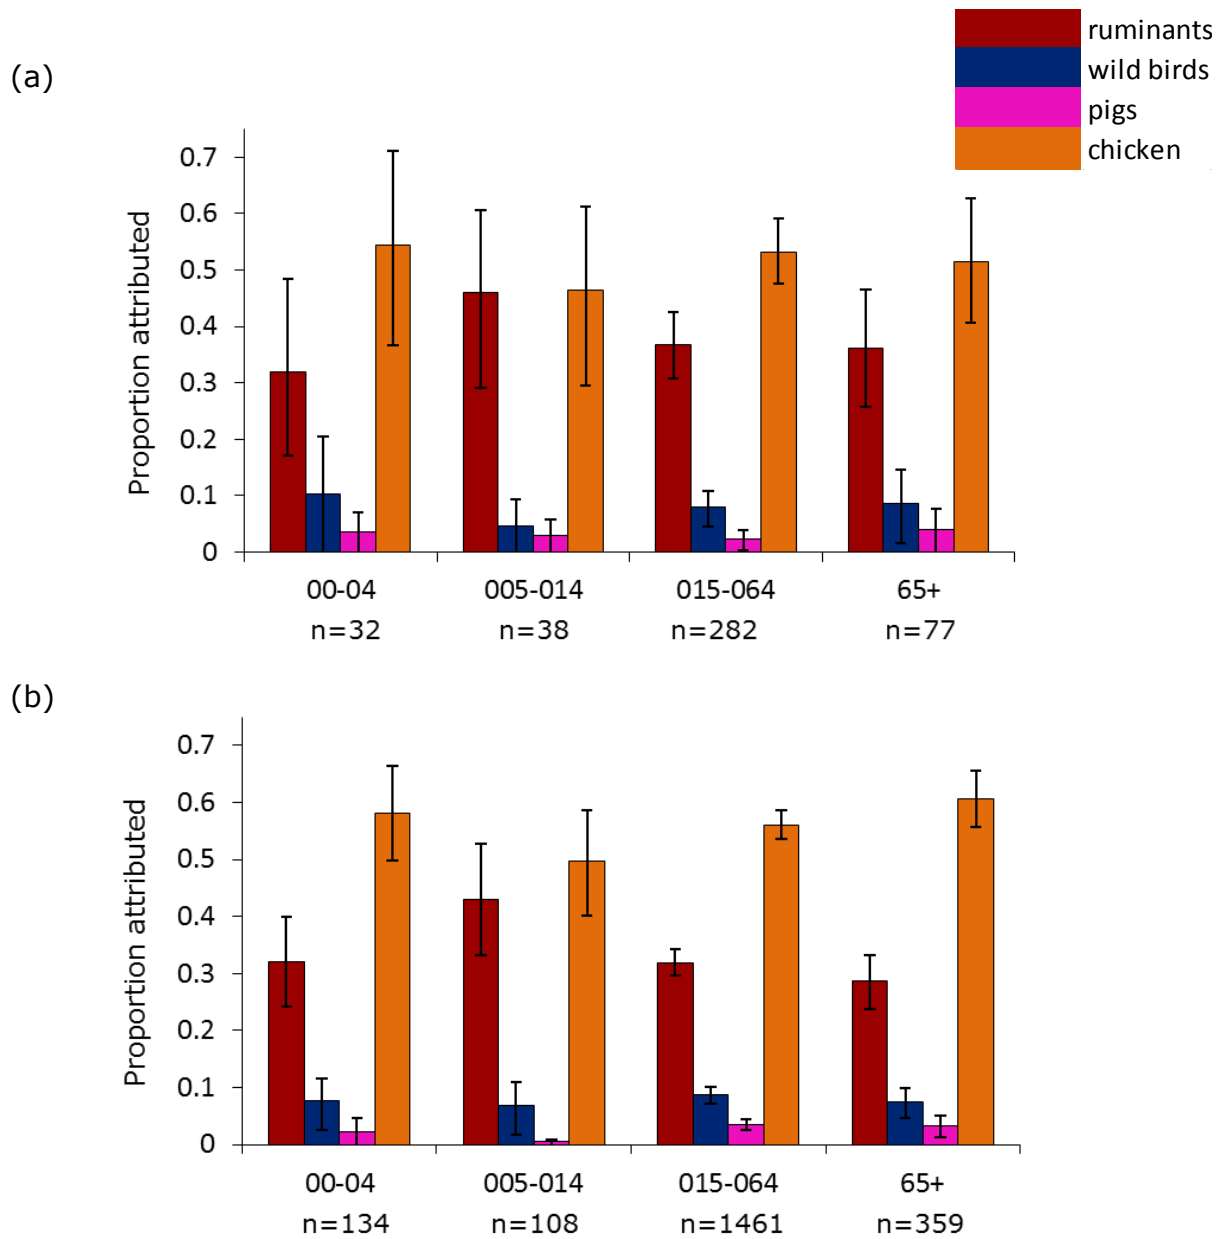 ruminants
wild birds
pigs
chicken
(a)
Proportion attributed
0.7
0.6
0.5
0.4
0.3
0.2
0.1
0
00-04
005-014
015-064
65+
n=32
n=38
n=282
n=77
(b)
Proportion attributed
0.7
0.6
0.5
0.4
0.3
0.2
0.1
0
00-04
005-014
015-064
65+
n=134
n=108
n=1461
n=359